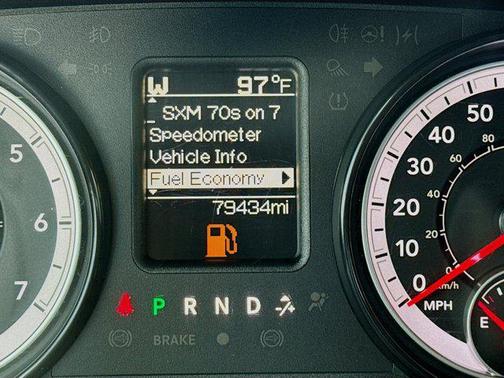 W 97°F
SXM 70s on 7
Speedometer
Vehicle Info
Fuel Economy
79434mi
P R N D
BRAKE
5
6
7
50
40
30
20
10
0
80
60
40
20
0
km/h
MPH
E